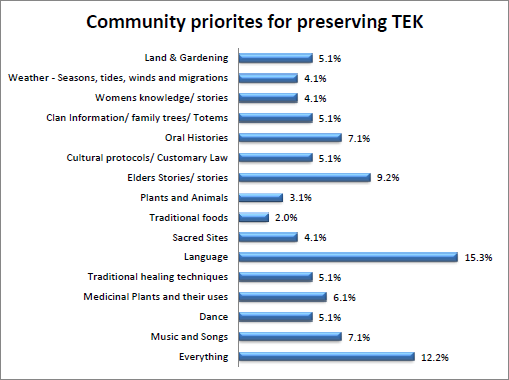 Community priorites for preserving TEK
Land & Gardening 5.1%
Weather - Seasons, tides, winds and migrations 4.1%
Womens knowledge/ stories 4.1%
Clan Information/ family trees/ Totems 5.1%
Oral Histories 7.1%
Cultural protocols/ Customary Law 5.1%
Elders Stories/ stories 9.2%
Plants and Animals 3.1%
Traditional foods 2.0%
Sacred Sites 4.1%
Language 15.3%
Traditional healing techniques 5.1%
Medicinal Plants and their uses 6.1%
Dance 5.1%
Music and Songs 7.1%
Everything 12.2%